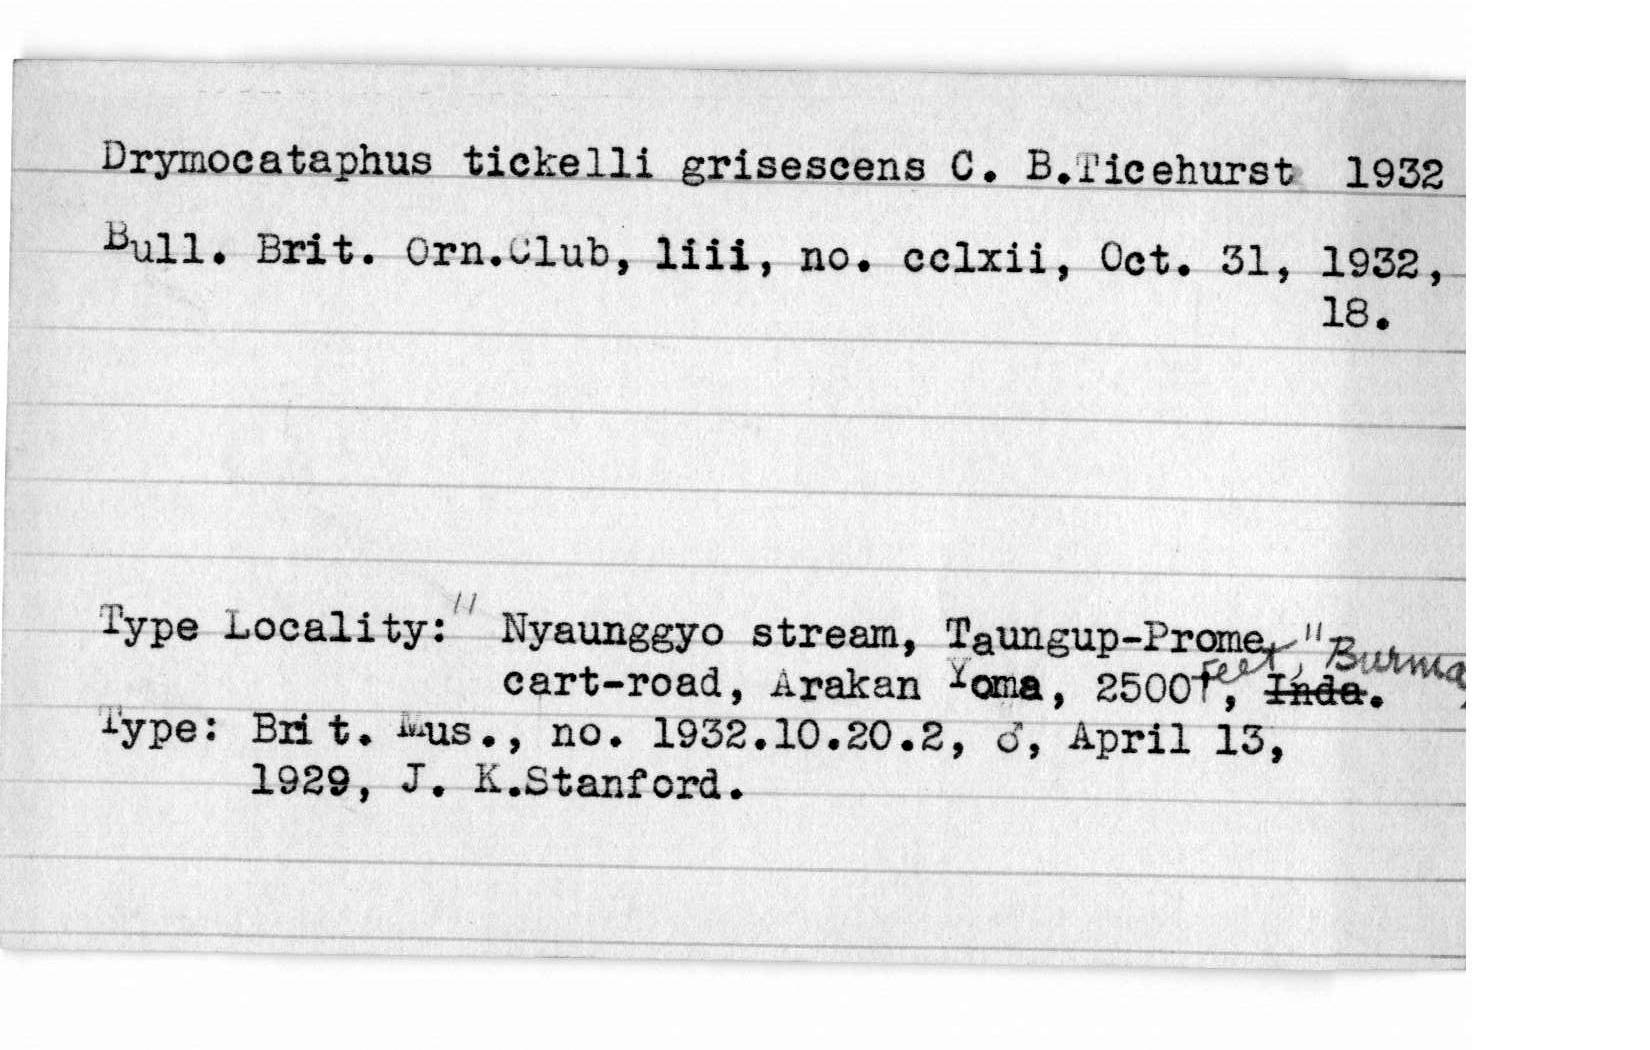 Drymocataphus tickelli grisescens C. B.Ticehurst 1932
Bull. Brit. Orn.Club, liii, no. cclxii, Oct. 31, 1932,
18.
Type Locality:" Nyaunggyo stream, Taungup-Prome
cart-road, Arakan Yoma, 2500 feet," Burma, Inda.
Type: Brit. Mus., no. 1932.10.20.2, ♂, April 13,
1929, J. K.Stanford.